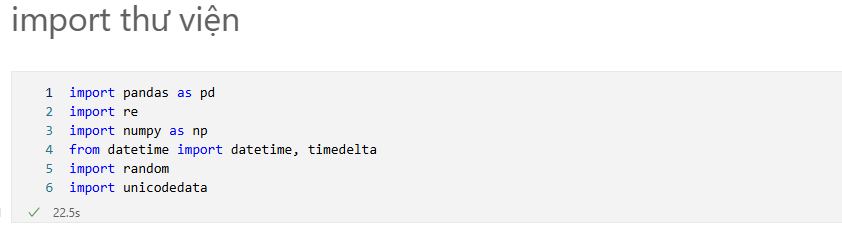 import thư viện
1 import pandas as pd
2 import re
3 import numpy as np
4 from datetime import datetime, timedelta
5 import random
6 import unicodedata
22.5s